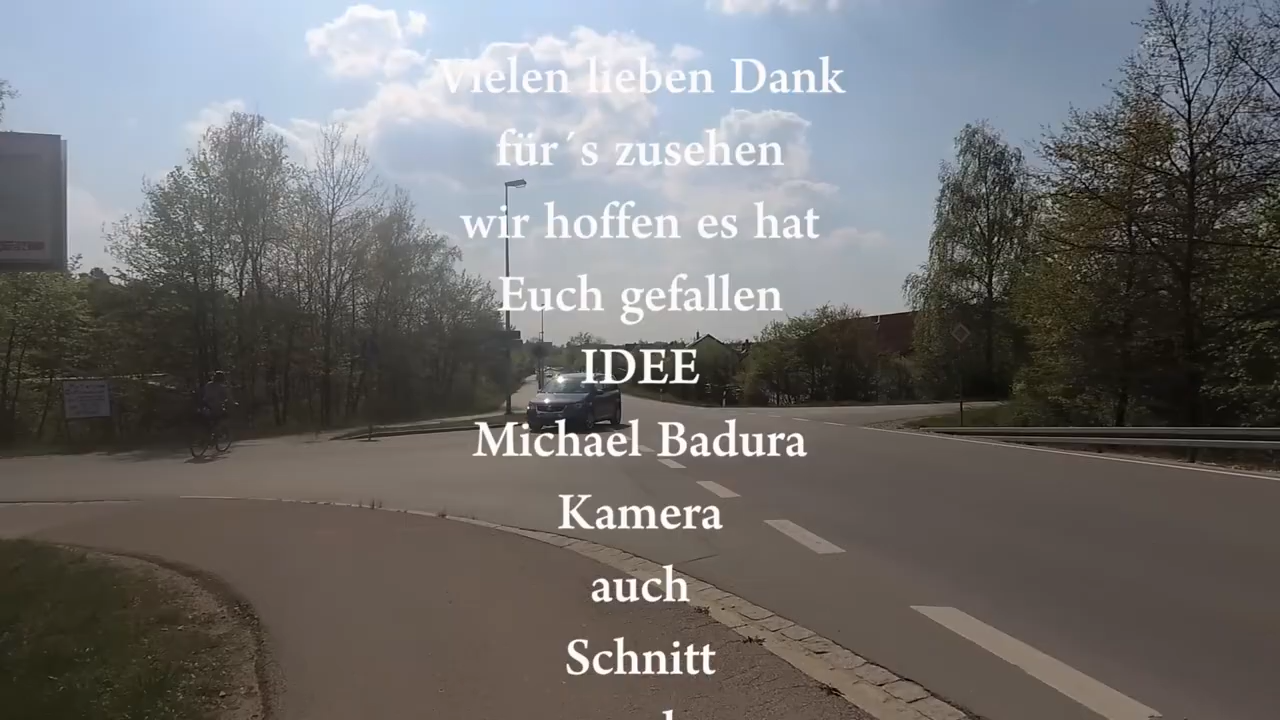 Vielen lieben Dank
für´s zusehen
wir hoffen es hat
Euch gefallen
IDEE
Michael Badura
Kamera
auch
Schnitt